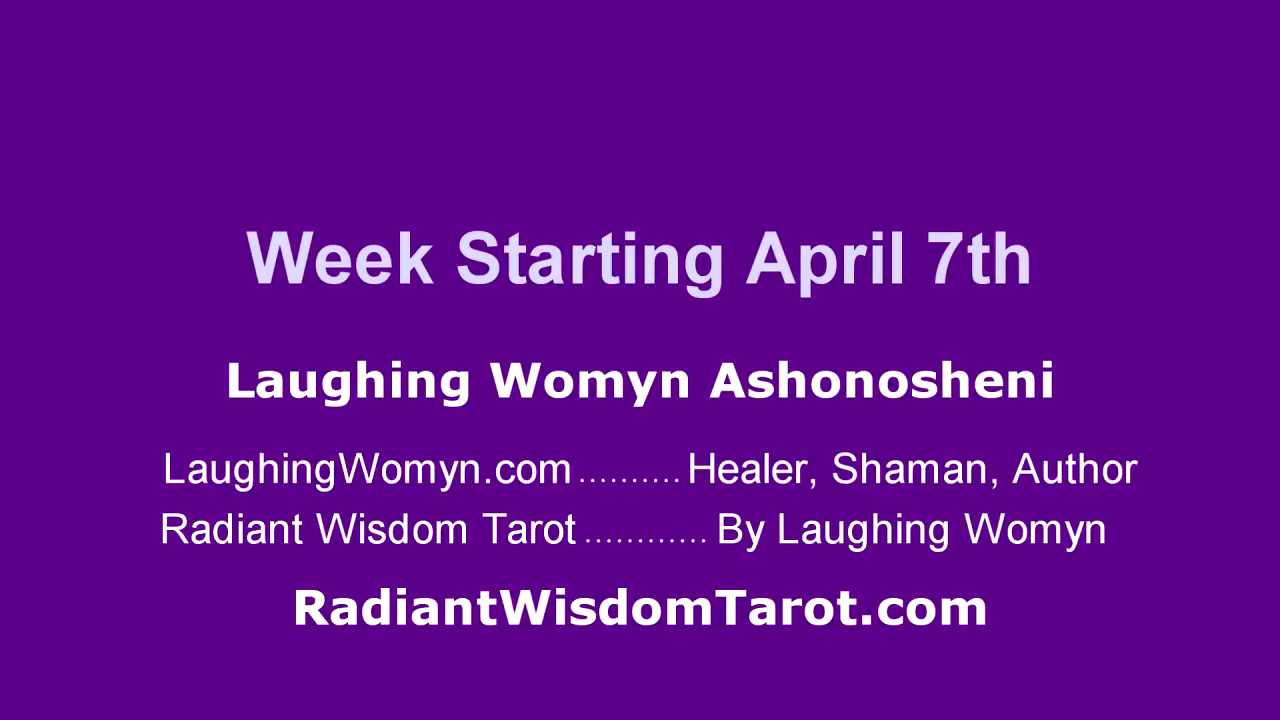 Week Starting April 7th
Laughing Womyn Ashonosheni
LaughingWomyn.com .......... Healer, Shaman, Author
Radiant Wisdom Tarot ............ By Laughing Womyn
RadiantWisdomTarot.com